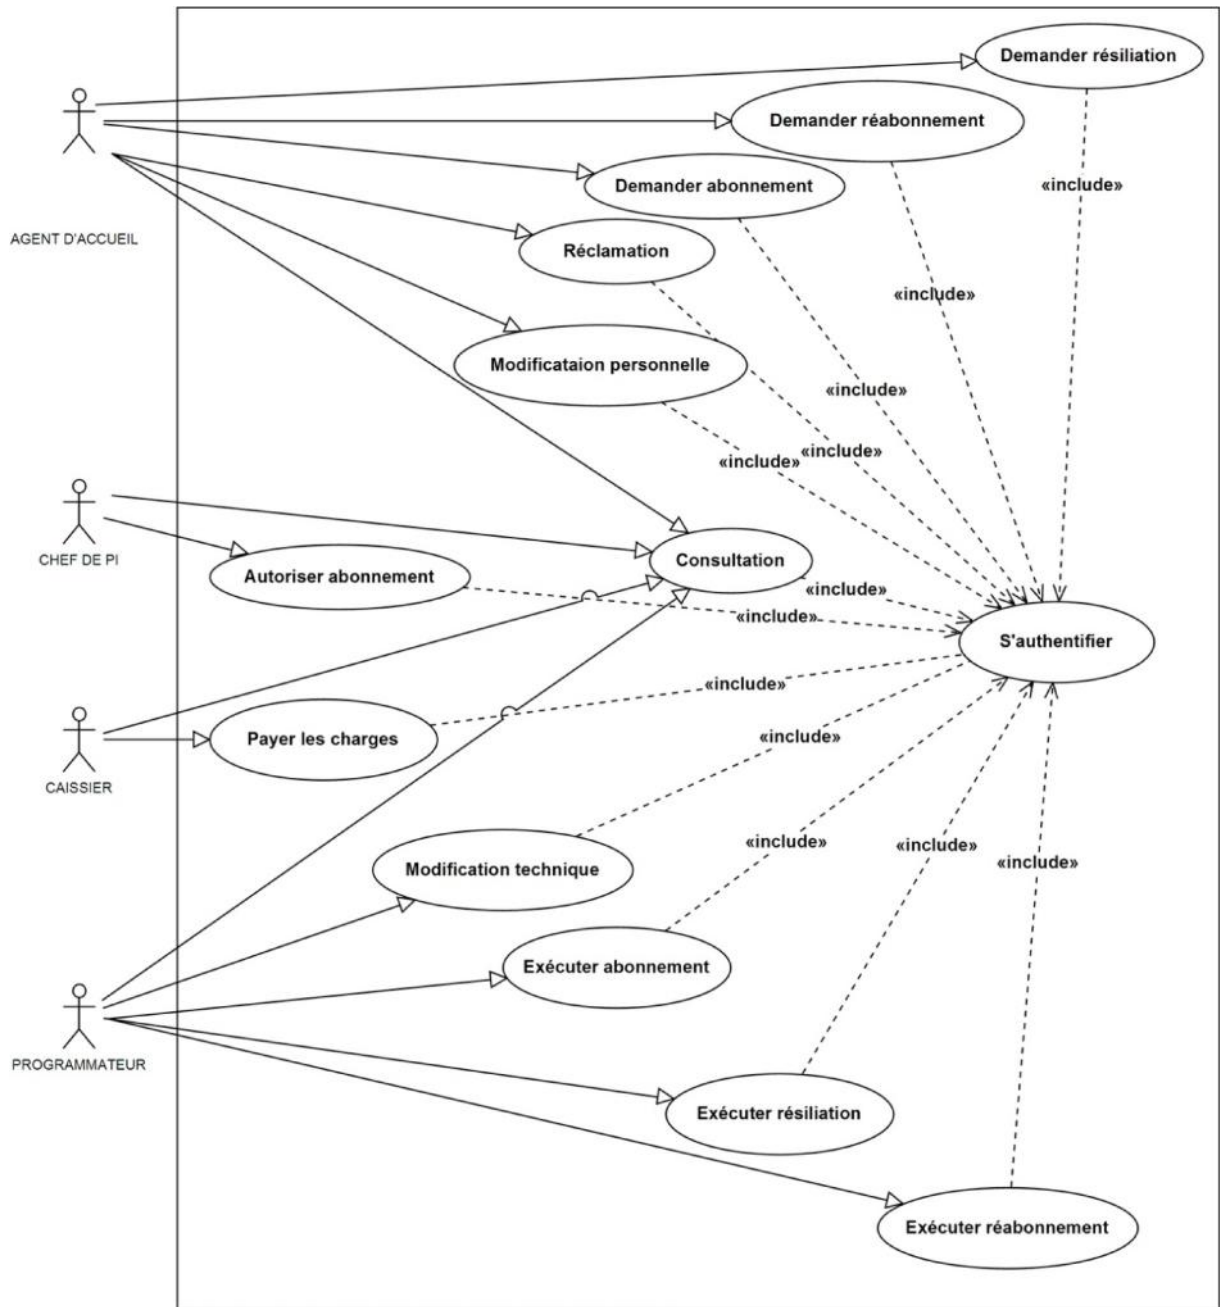 Demander résiliation
Demander réabonnement
Demander abonnement
«include»
AGENT D'ACCUEIL
Réclamation
«include»
Modificataion personnelle
«include»
«include»
«include»
CHEF DE PI
Autoriser abonnement
Consultation
«include»
«include»
S'authentifier
«include»
Payer les charges
«include»
CAISSIER
Modification technique
«include»
«include»
«include»
Exécuter abonnement
PROGRAMMATEUR
Exécuter résiliation
Exécuter réabonnement